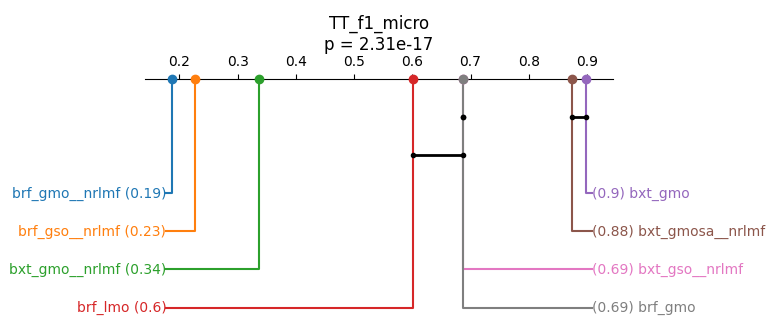 TT_f1_micro
p = 2.31e-17
0.2 0.3 0.4 0.5 0.6 0.7 0.8 0.9
brf_gmo__nrlmf (0.19) (0.9) bxt_gmo
brf_gso__nrlmf (0.23) (0.88) bxt_gmosa__nrlmf
bxt_gmo__nrlmf (0.34) (0.69) bxt_gso__nrlmf
brf_lmo (0.6) (0.69) brf_gmo